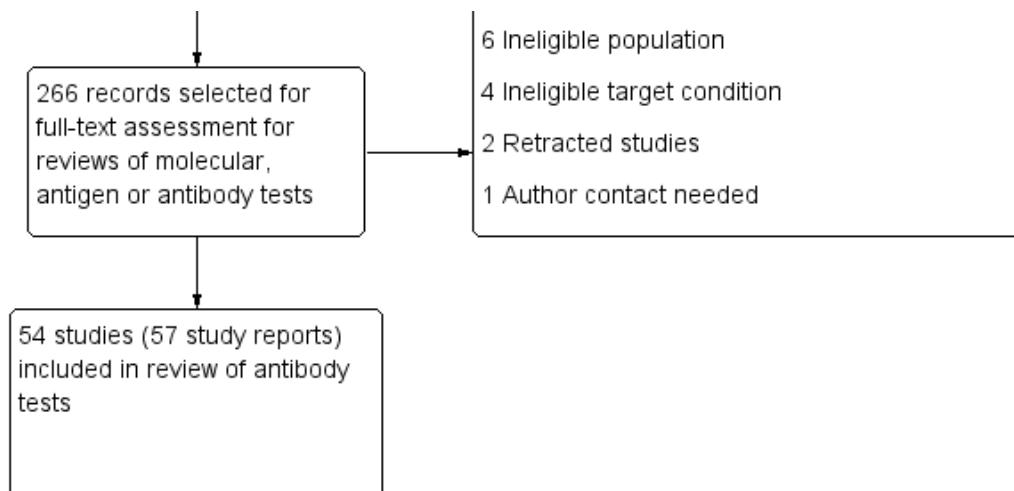 6 Ineligible population
4 Ineligible target condition
2 Retracted studies
1 Author contact needed
266 records selected for
full-text assessment for
reviews of molecular,
antigen or antibody tests
54 studies (57 study reports)
included in review of antibody
tests